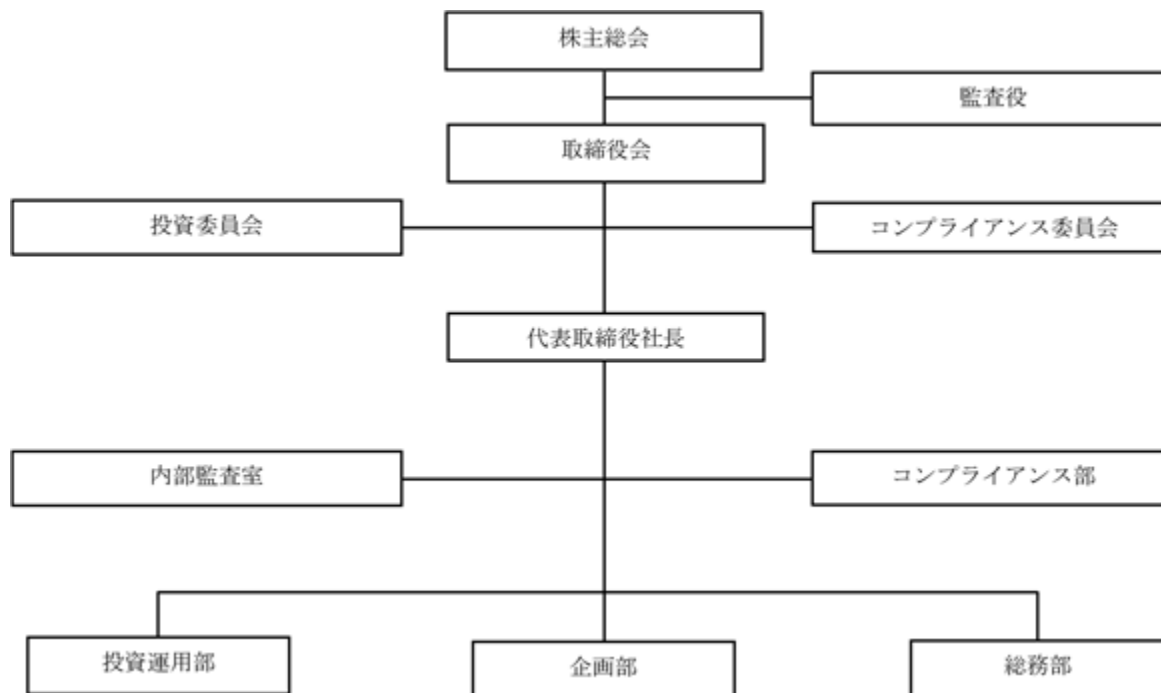 株主総会
監査役
取締役会
投資委員会
コンプライアンス委員会
代表取締役社長
内部監査室
コンプライアンス部
投資運用部
企画部
総務部